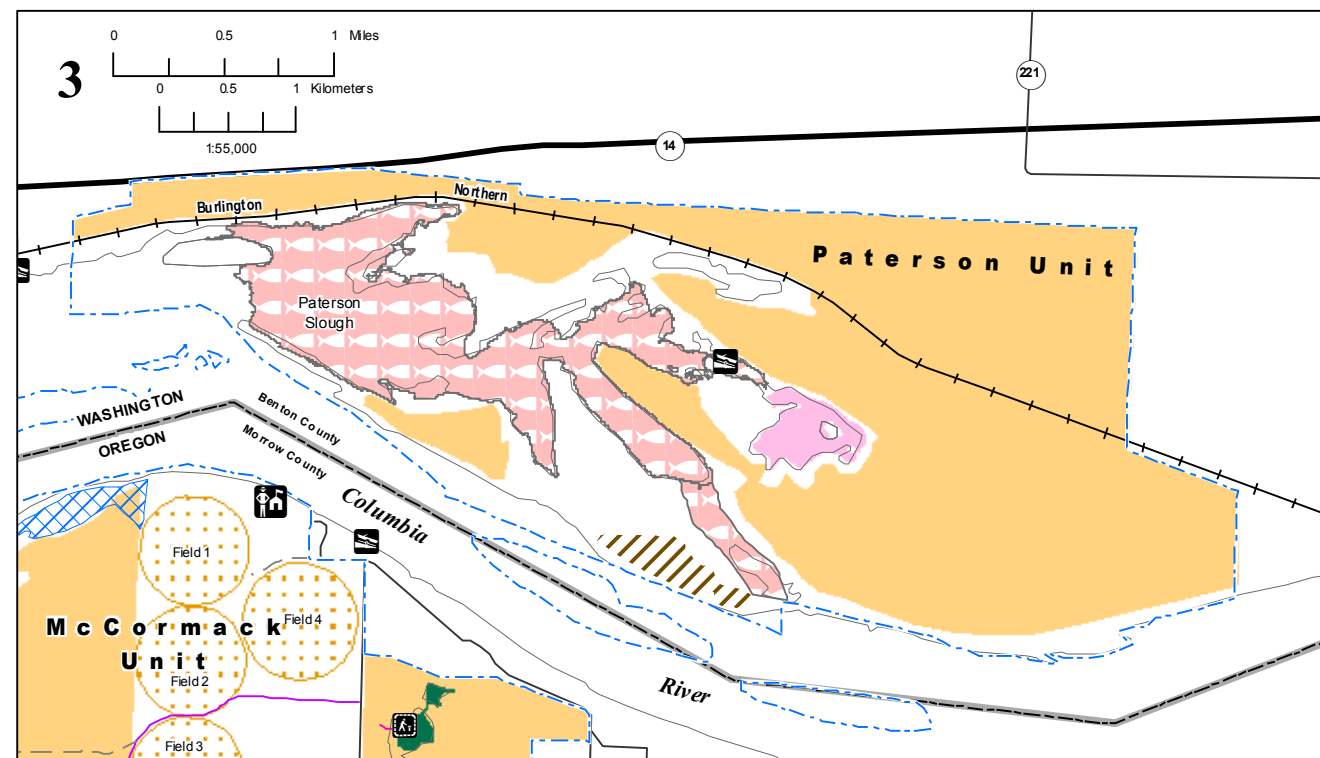 0 0.5 1 Miles
3
0 0.5 1 Kilometers
1:55,000
221
14
Burlington Northern
Paterson Unit
Paterson
Slough
WASHINGTON
OREGON
Benton County
Morrow County
Columbia
River
Field 1
Field 4
McCormack
Unit
Field 2
Field 3